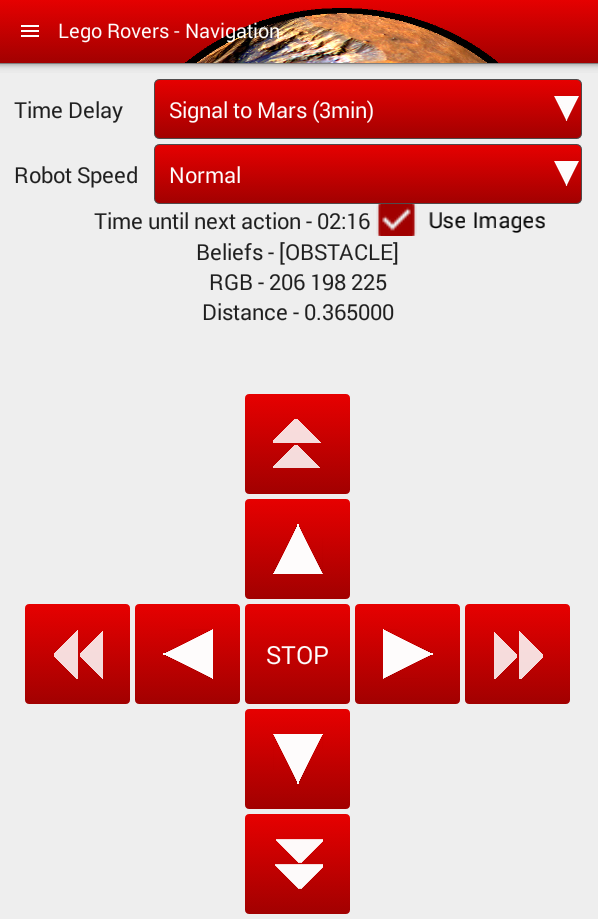 Lego Rovers - Navigation
Time Delay Signal to Mars (3min)
Robot Speed Normal
Time until next action - 02:16 Use Images
Beliefs - [OBSTACLE]
RGB - 206 198 225
Distance - 0.365000
STOP